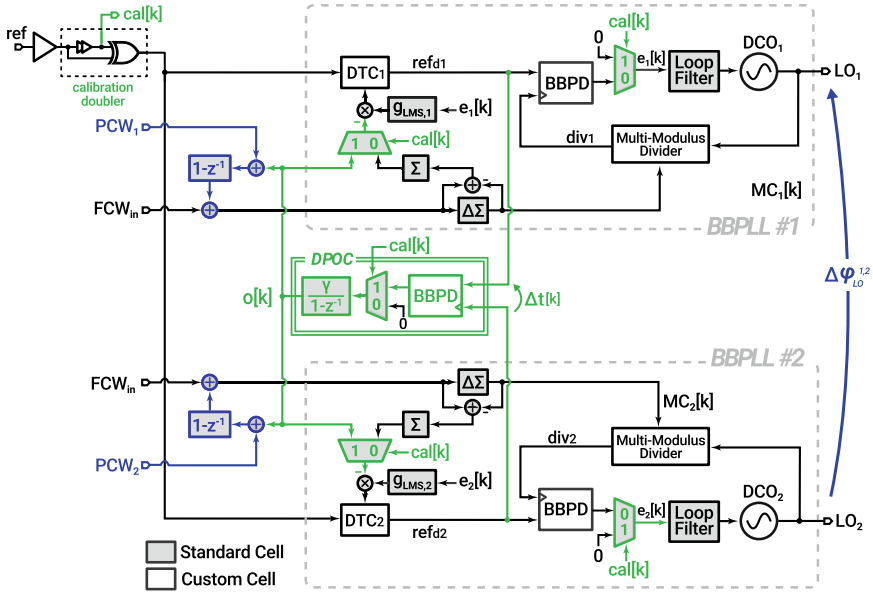 ref
cal[k]
calibration
doubler
BBPLL #1
DTC1
refd1
gLMS,1
e1[k]
−
1 0
cal[k]
Σ
ΔΣ
−
BBPD
div1
cal[k]
0
1
0
e1[k]
Loop
Filter
DCO1
LO1
Multi-Modulus
Divider
MC1[k]
PCW1
1-z-1
FCWin
DPOC
cal[k]
γ
1-z-1
1
0
0
BBPD
Δt[k]
o[k]
ΔφLO1,2
BBPLL #2
FCWin
ΔΣ
−
Σ
MC2[k]
1-z-1
PCW2
1 0
cal[k]
−
gLMS,2
e2[k]
DTC2
refd2
div2
Multi-Modulus
Divider
BBPD
0
1
0
cal[k]
e2[k]
Loop
Filter
DCO2
LO2
Standard Cell
Custom Cell